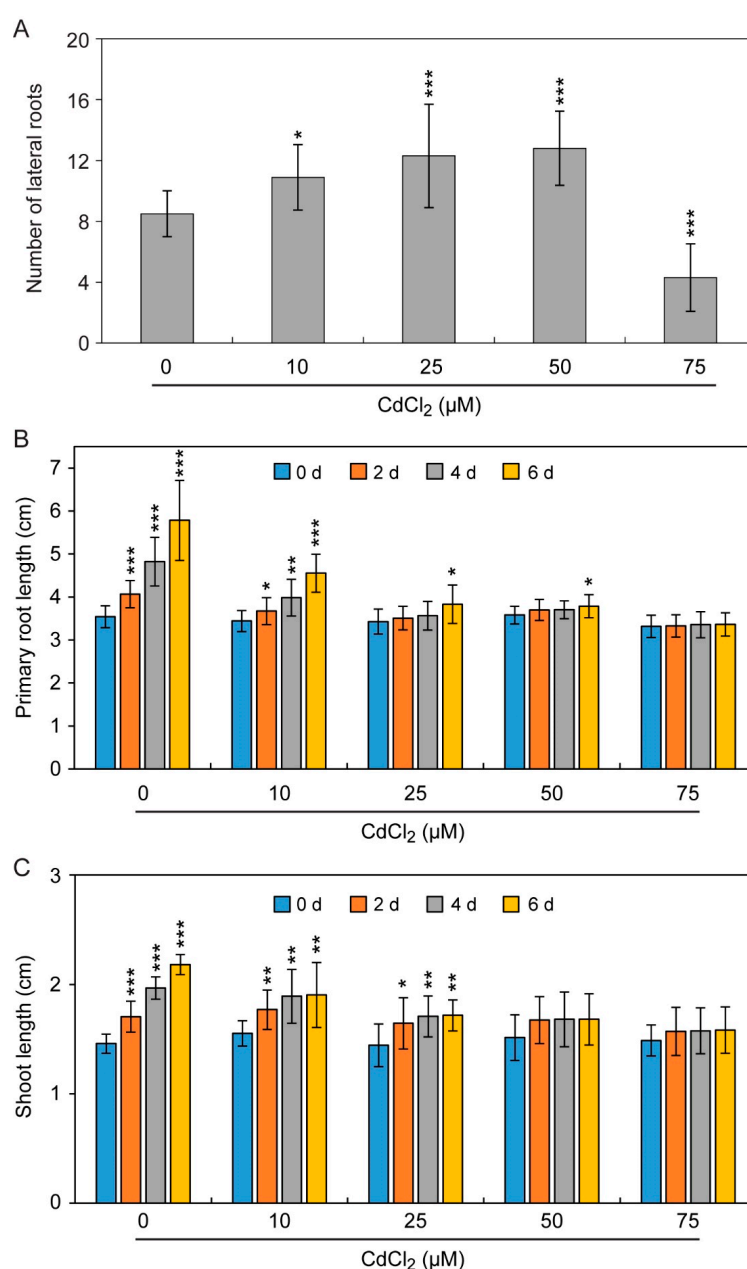 A
Number of lateral roots
20
16
12
8
4
0
*
***
***
***
0 10 25 50 75
CdCl₂ (µM)
B
Primary root length (cm)
7
6
5
4
3
2
1
0
0 d 2 d 4 d 6 d
*** *** ***
* ** ***
*
*
0 10 25 50 75
CdCl₂ (µM)
C
Shoot length (cm)
3
2
1
0
0 d 2 d 4 d 6 d
*** *** ***
** ** **
* ** **
0 10 25 50 75
CdCl₂ (µM)